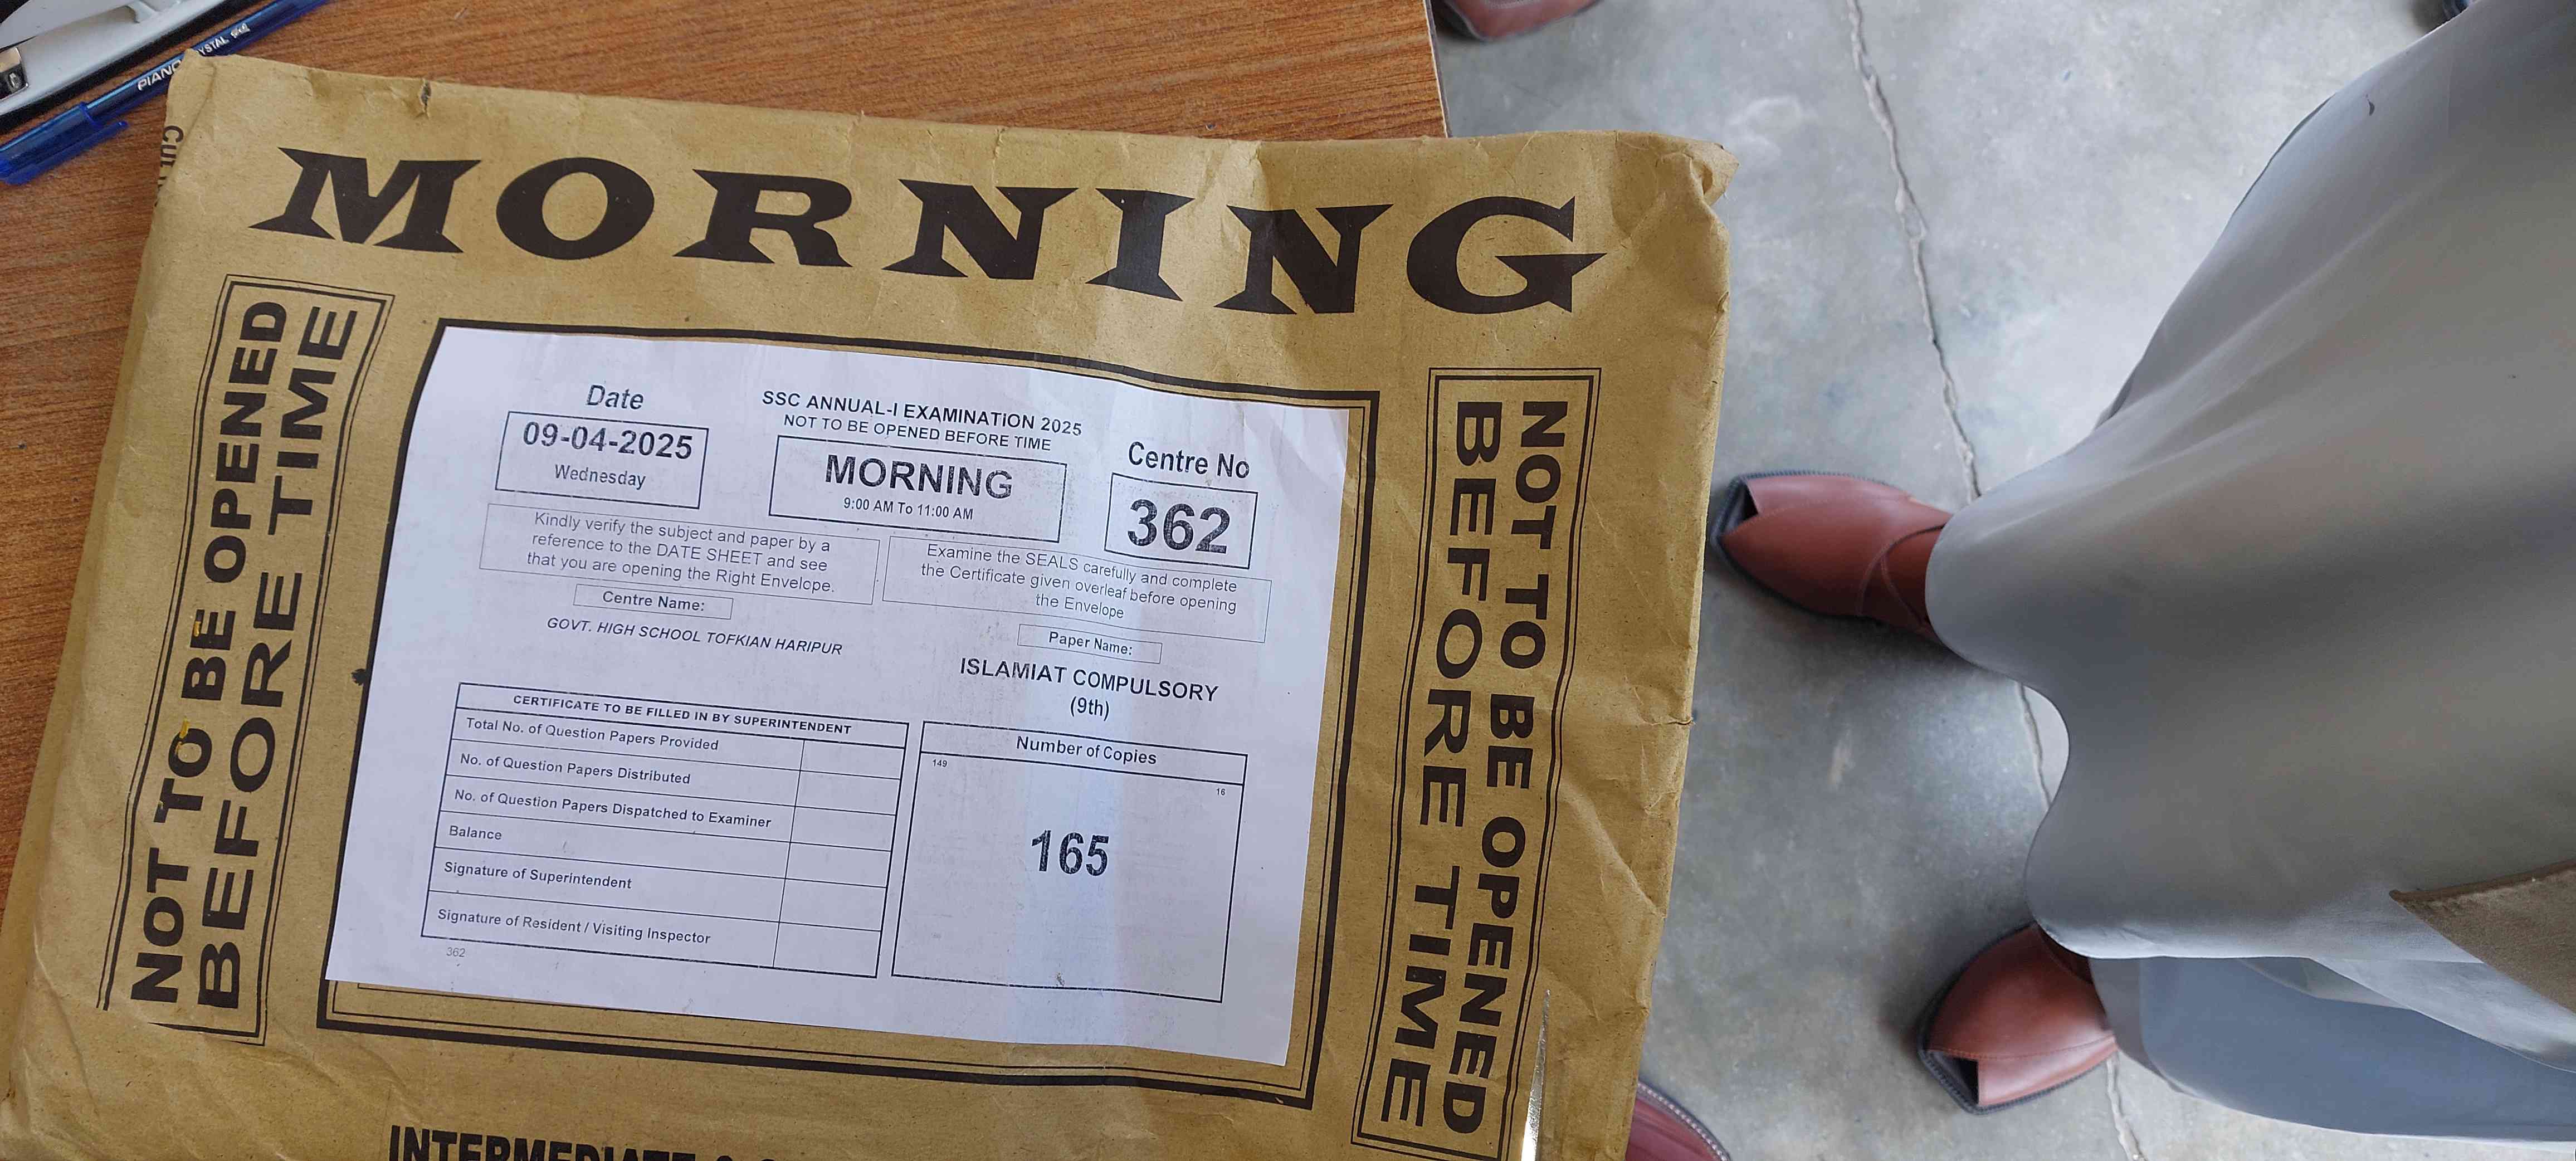 PIANO
YSTAL
MORNING
NOT TO BE OPENED
BEFORE TIME
Date
09-04-2025
Wednesday
SSC ANNUAL-I EXAMINATION 2025
NOT TO BE OPENED BEFORE TIME
MORNING
9:00 AM To 11:00 AM
Centre No
362
Kindly verify the subject and paper by a
reference to the DATE SHEET and see
that you are opening the Right Envelope.
Examine the SEALS carefully and complete
the Certificate given overleaf before opening
the Envelope
Centre Name:
GOVT. HIGH SCHOOL TOFKIAN HARIPUR
Paper Name:
ISLAMIAT COMPULSORY
(9th)
CERTIFICATE TO BE FILLED IN BY SUPERINTENDENT
Total No. of Question Papers Provided
No. of Question Papers Distributed
No. of Question Papers Dispatched to Examiner
Balance
Signature of Superintendent
Signature of Resident / Visiting Inspector
362
Number of Copies
149
16
165
NOT TO BE OPENED
BEFORE TIME
INTERMEDIATE &